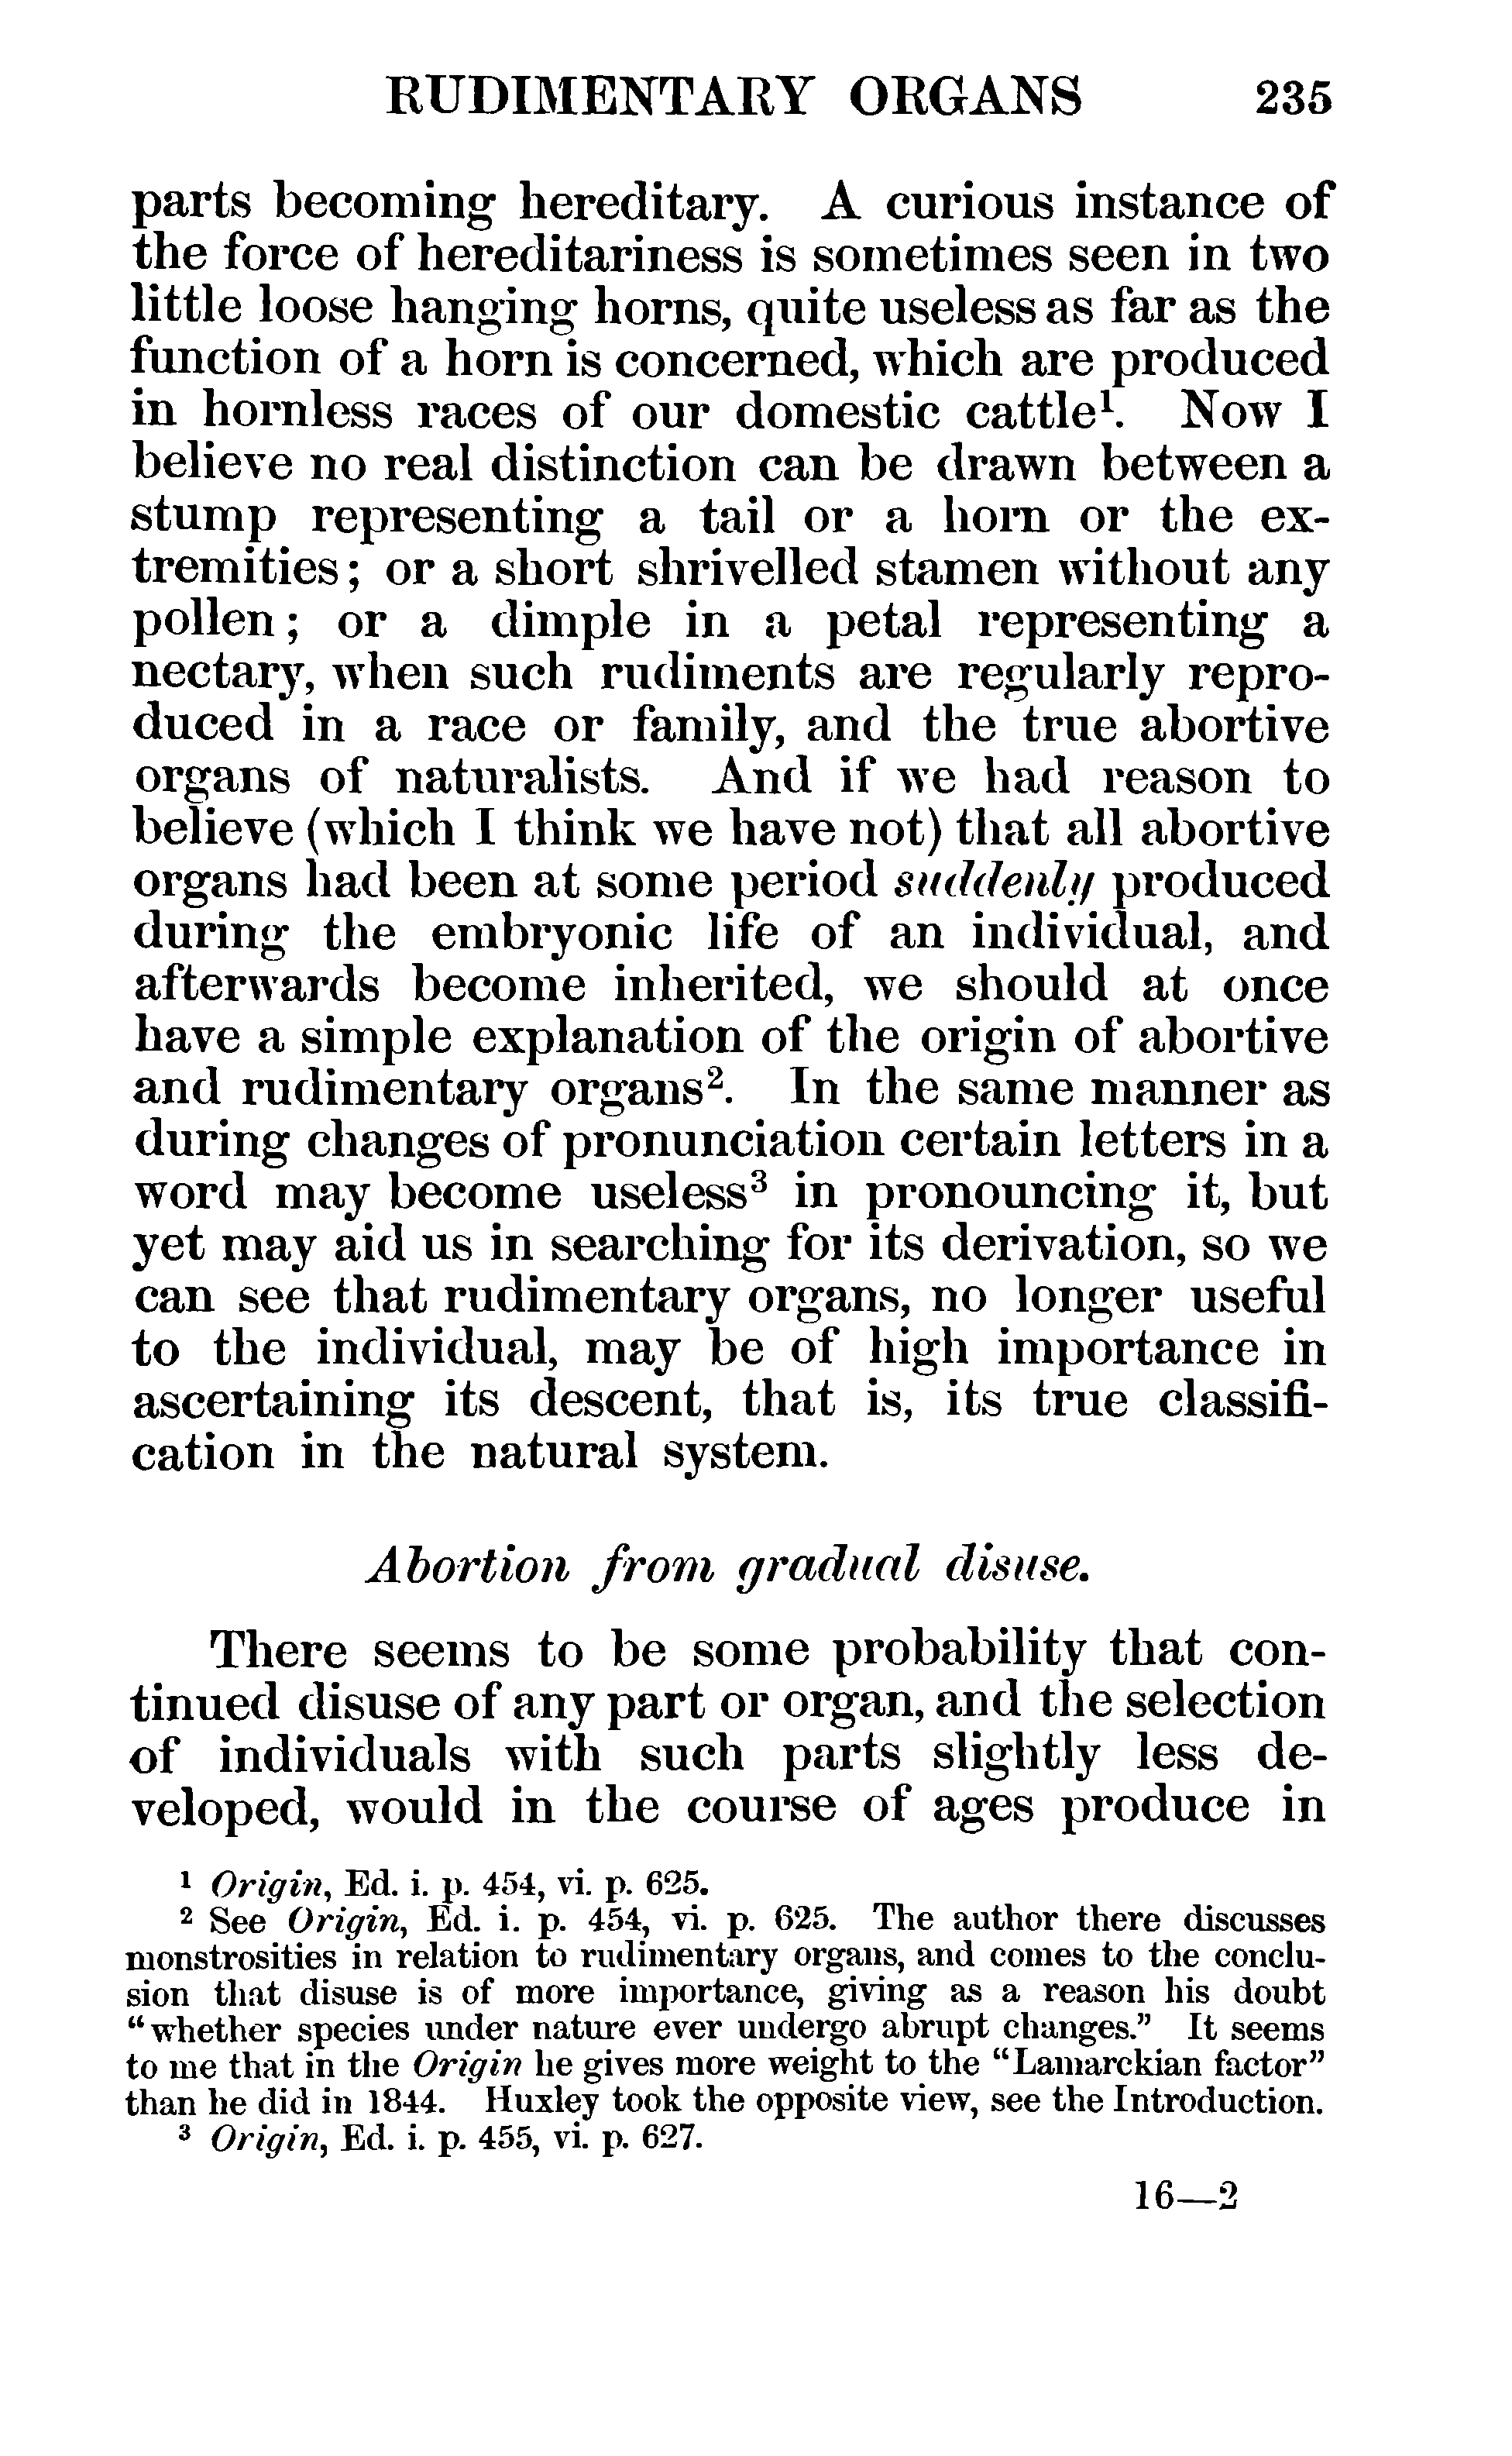 RUDIMENTARY ORGANS 235
parts becoming hereditary. A curious instance of
the force of hereditariness is sometimes seen in two
little loose hanging horns, quite useless as far as the
function of a horn is concerned, which are produced
in hornless races of our domestic cattle¹. Now I
believe no real distinction can be drawn between a
stump representing a tail or a horn or the ex-
tremities; or a short shrivelled stamen without any
pollen; or a dimple in a petal representing a
nectary, when such rudiments are regularly repro-
duced in a race or family, and the true abortive
organs of naturalists. And if we had reason to
believe (which I think we have not) that all abortive
organs had been at some period suddenly produced
during the embryonic life of an individual, and
afterwards become inherited, we should at once
have a simple explanation of the origin of abortive
and rudimentary organs². In the same manner as
during changes of pronunciation certain letters in a
word may become useless³ in pronouncing it, but
yet may aid us in searching for its derivation, so we
can see that rudimentary organs, no longer useful
to the individual, may be of high importance in
ascertaining its descent, that is, its true classifi-
cation in the natural system.
Abortion from gradual disuse.
There seems to be some probability that con-
tinued disuse of any part or organ, and the selection
of individuals with such parts slightly less de-
veloped, would in the course of ages produce in
¹ Origin, Ed. i. p. 454, vi. p. 625.
² See Origin, Ed. i. p. 454, vi. p. 625. The author there discusses
monstrosities in relation to rudimentary organs, and comes to the conclu-
sion that disuse is of more importance, giving as a reason his doubt
"whether species under nature ever undergo abrupt changes." It seems
to me that in the Origin he gives more weight to the "Lamarckian factor"
than he did in 1844. Huxley took the opposite view, see the Introduction.
³ Origin, Ed. i. p. 455, vi. p. 627.
16—2